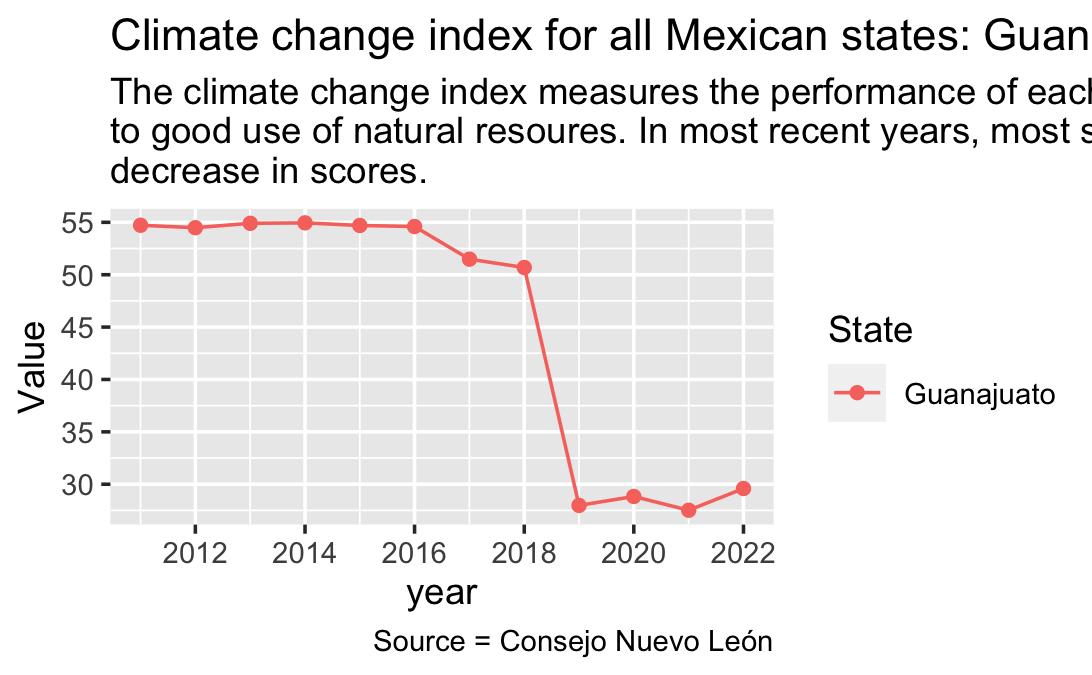 Climate change index for all Mexican states: Guan
The climate change index measures the performance of each
to good use of natural resoures. In most recent years, most s
decrease in scores.
55
50
45
40
35
30
Value
2012 2014 2016 2018 2020 2022
year
State
Guanajuato
Source = Consejo Nuevo León